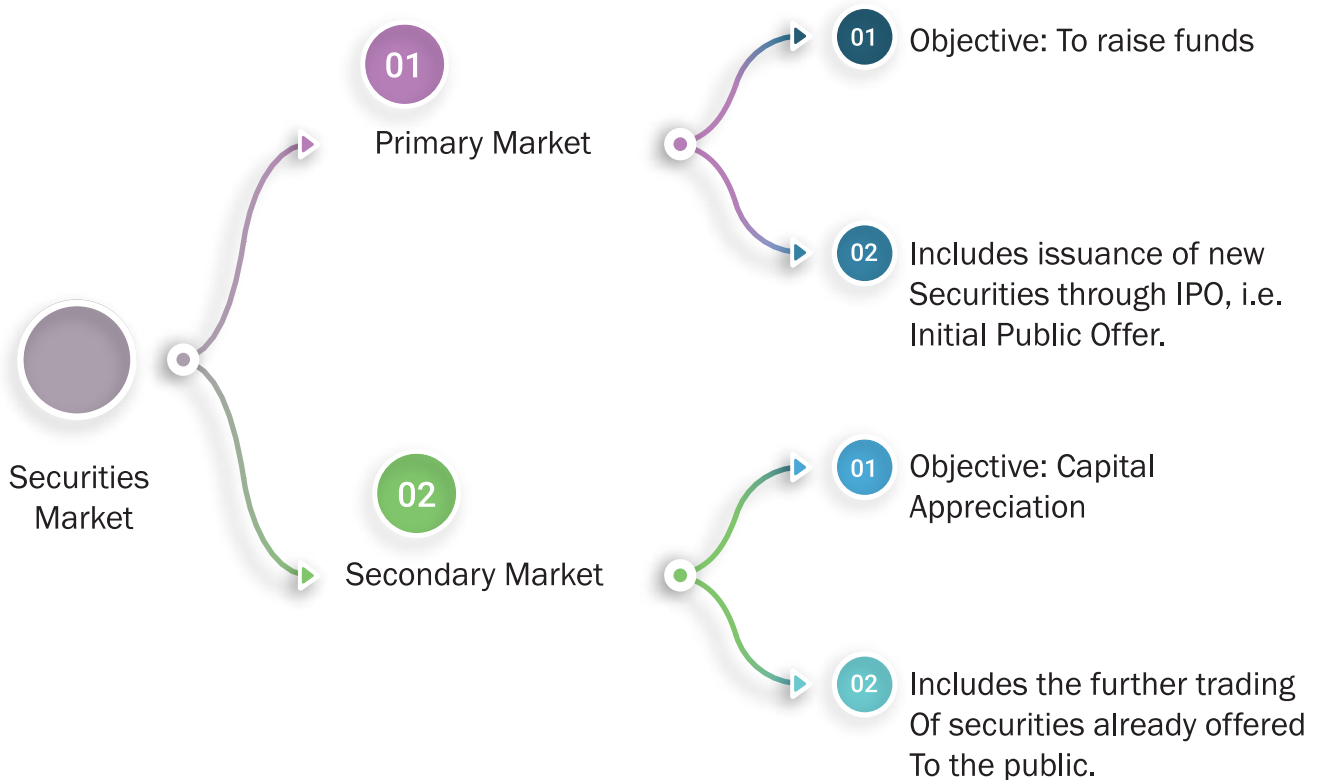 Securities
Market
01
Primary Market
01
Objective: To raise funds
02
Includes issuance of new
Securities through IPO, i.e.
Initial Public Offer.
02
Secondary Market
01
Objective: Capital
Appreciation
02
Includes the further trading
Of securities already offered
To the public.